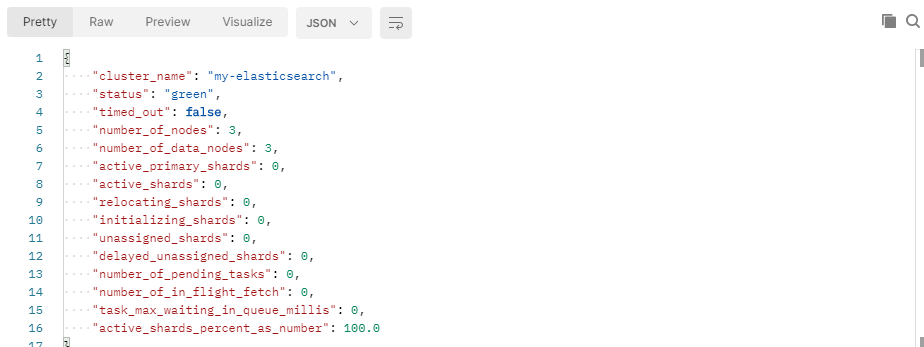 Pretty Raw Preview Visualize JSON
1 {
2 "cluster_name": "my-elasticsearch",
3 "status": "green",
4 "timed_out": false,
5 "number_of_nodes": 3,
6 "number_of_data_nodes": 3,
7 "active_primary_shards": 0,
8 "active_shards": 0,
9 "relocating_shards": 0,
10 "initializing_shards": 0,
11 "unassigned_shards": 0,
12 "delayed_unassigned_shards": 0,
13 "number_of_pending_tasks": 0,
14 "number_of_in_flight_fetch": 0,
15 "task_max_waiting_in_queue_millis": 0,
16 "active_shards_percent_as_number": 100.0
17 }